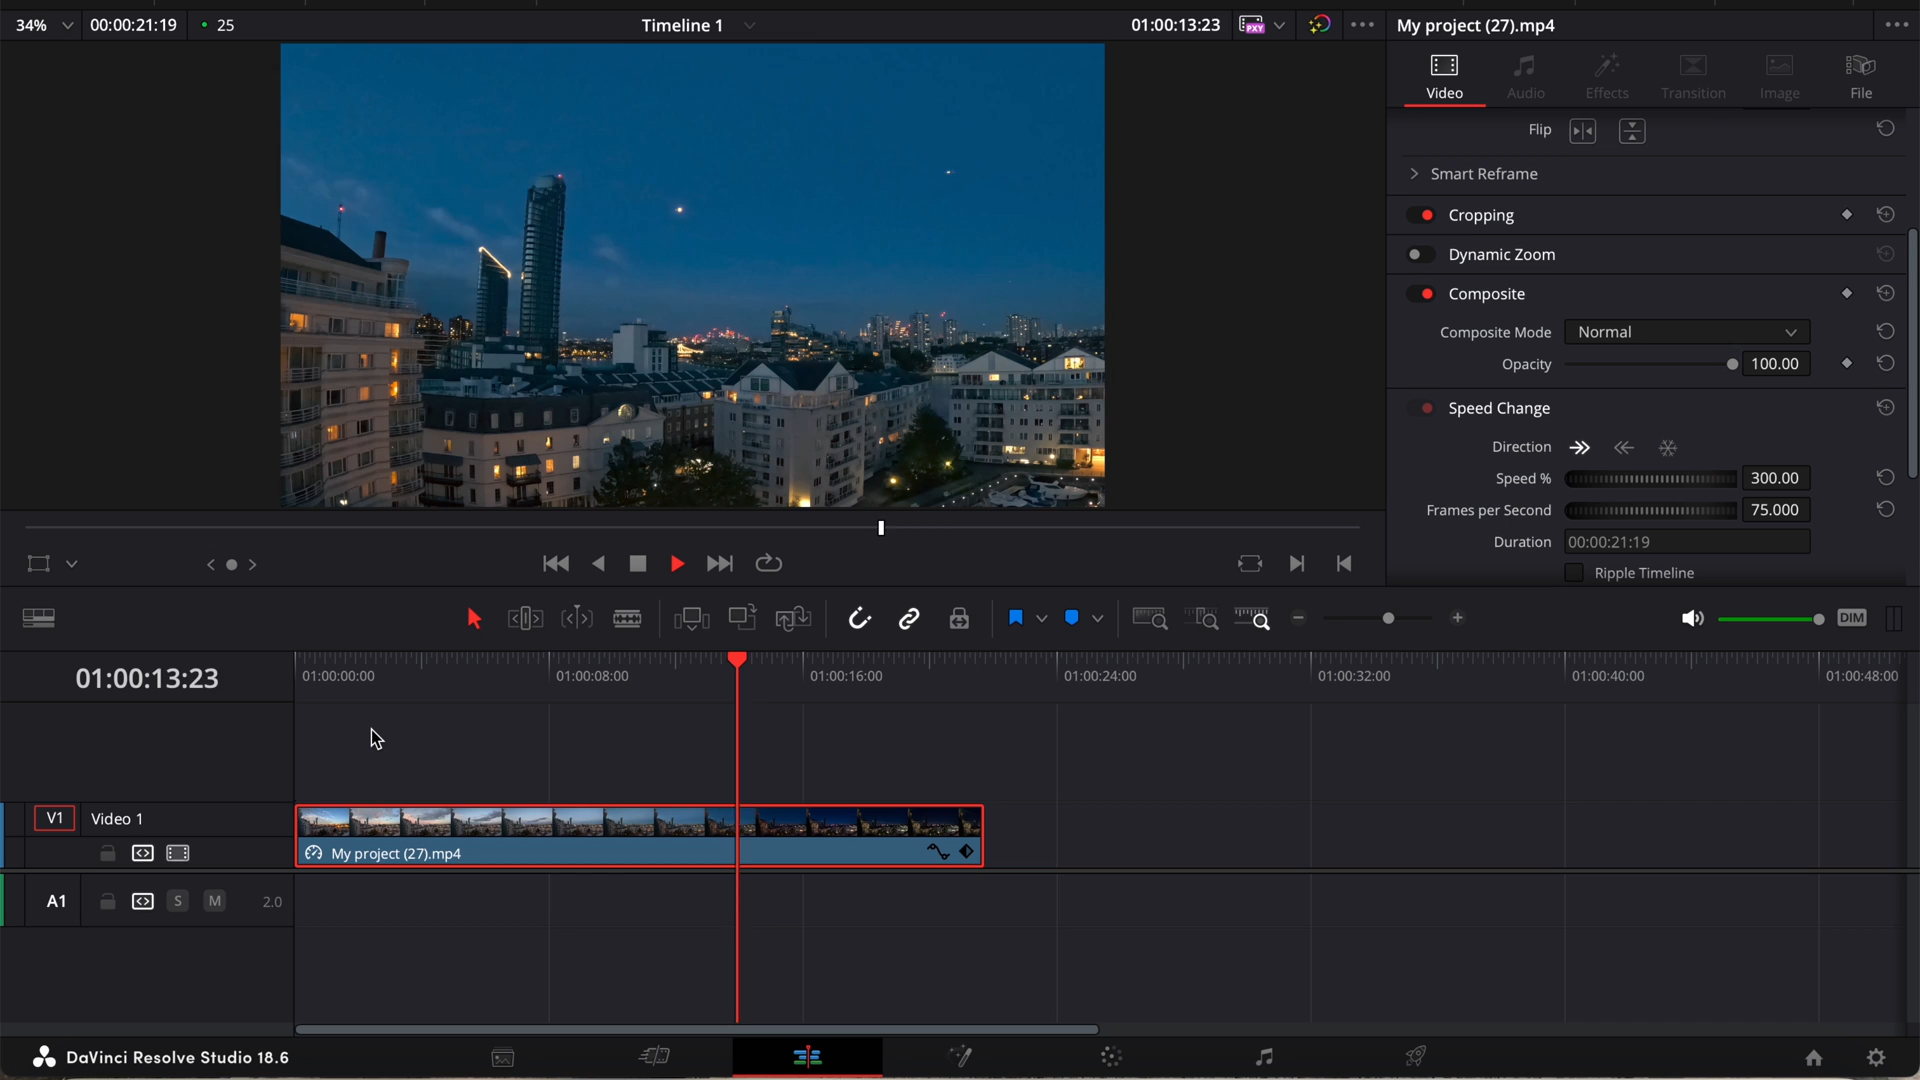 34% 00:00:21:19 25 Timeline 1 01:00:13:23 PXY My project (27).mp4
Video Audio Effects Transition Image File
Flip
Smart Reframe
Cropping
Dynamic Zoom
Composite
Composite Mode Normal
Opacity 100.00
Speed Change
Direction
Speed % 300.00
Frames per Second 75.000
Duration 00:00:21:19
Ripple Timeline
DIM
01:00:13:23 01:00:00:00 01:00:08:00 01:00:16:00 01:00:24:00 01:00:32:00 01:00:40:00 01:00:48:00
V1 Video 1
My project (27).mp4
A1 S M 2.0
DaVinci Resolve Studio 18.6